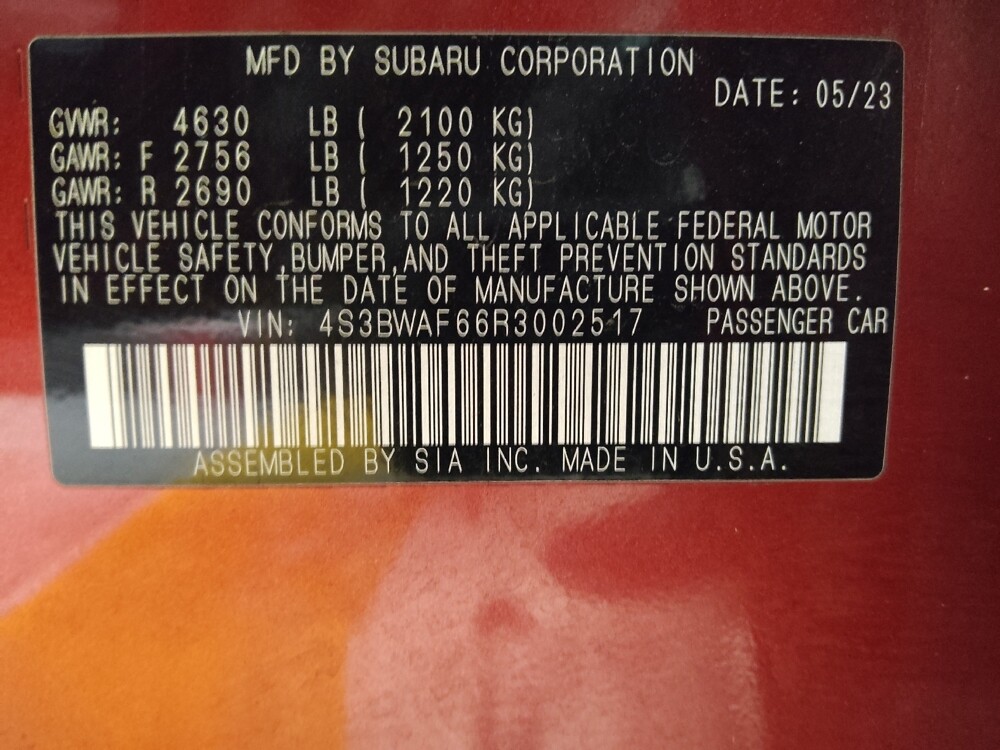 MFD BY SUBARU CORPORATION
DATE: 05/23
GVWR: 4630 LB ( 2100 KG)
GAWR: F 2756 LB ( 1250 KG)
GAWR: R 2690 LB ( 1220 KG)
THIS VEHICLE CONFORMS TO ALL APPLICABLE FEDERAL MOTOR
VEHICLE SAFETY,BUMPER,AND THEFT PREVENTION STANDARDS
IN EFFECT ON THE DATE OF MANUFACTURE SHOWN ABOVE.
VIN: 4S3BWAF66R3002517 PASSENGER CAR
ASSEMBLED BY SIA INC. MADE IN U.S.A.